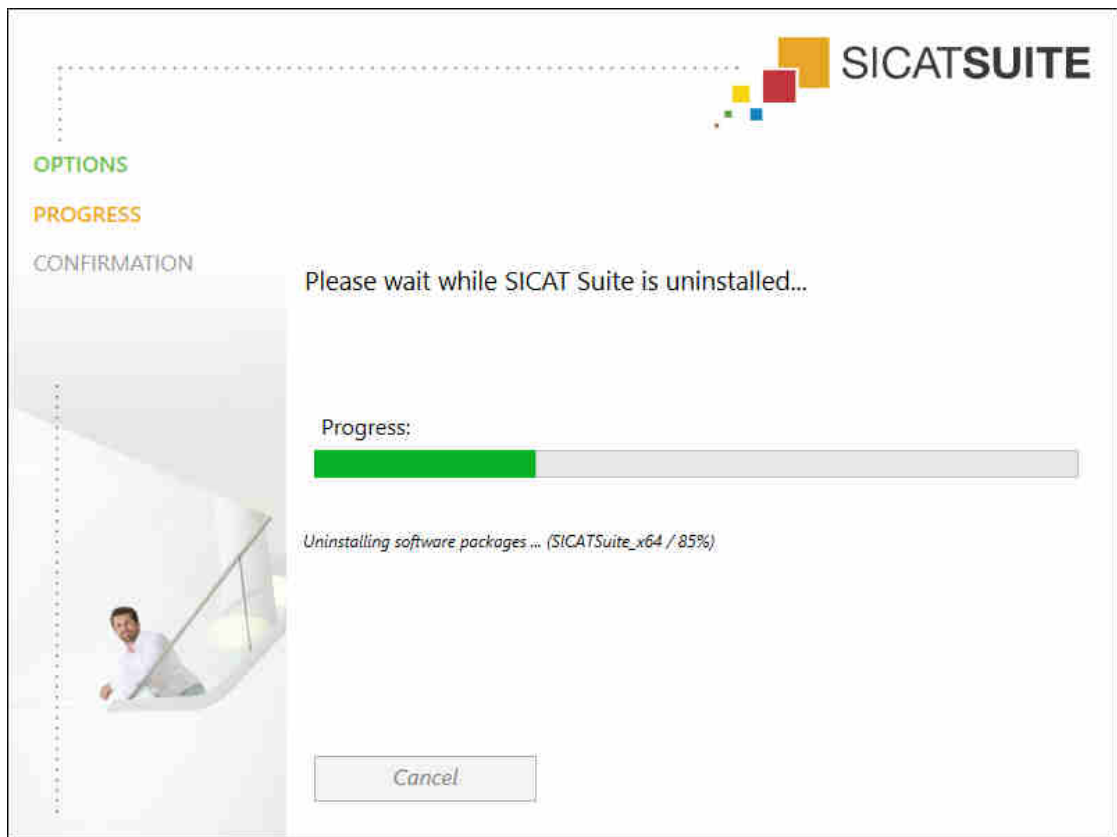 SICATSUITE
OPTIONS
PROGRESS
CONFIRMATION
Please wait while SICAT Suite is uninstalled...
Progress:
Uninstalling software packages ... (SICATSuite_x64 / 85%)
Cancel